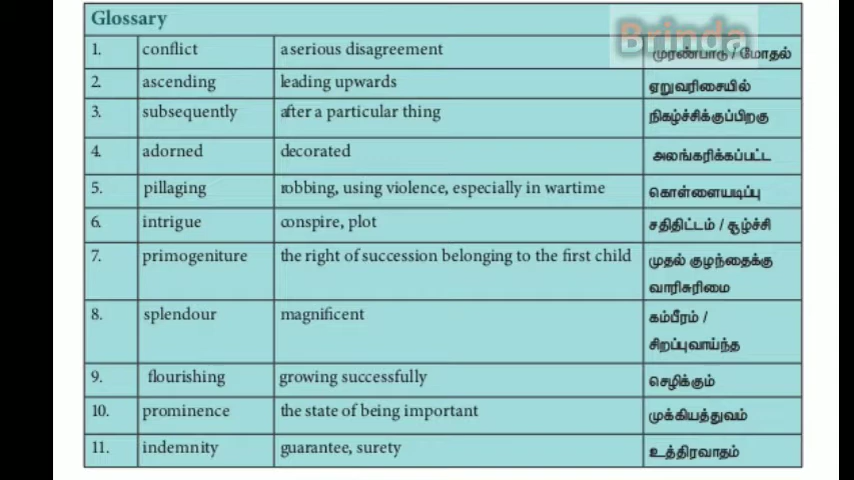 Glossary
Brinda
1. conflict a serious disagreement முரண்பாடு / மோதல்
2. ascending leading upwards ஏறுவரிசையில்
3. subsequently after a particular thing நிகழ்ச்சிக்குப்பிறகு
4. adorned decorated அலங்கரிக்கப்பட்ட
5. pillaging robbing, using violence, especially in wartime கொள்ளையடிப்பு
6. intrigue conspire, plot சதிதிட்டம் / சூழ்ச்சி
7. primogeniture the right of succession belonging to the first child முதல் குழந்தைக்கு
வாரிசுரிமை
8. splendour magnificent கம்பீரம் /
சிறப்புவாய்ந்த
9. flourishing growing successfully செழிக்கும்
10. prominence the state of being important முக்கியத்துவம்
11. indemnity guarantee, surety உத்திரவாதம்